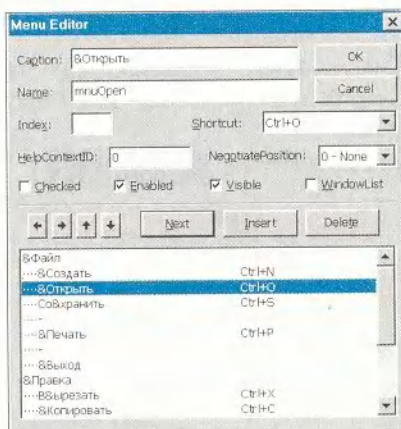 Menu Editor
Caption: &Открыть OK
Name: mnuOpen Cancel
Index: Shortcut: Ctrl+O
HelpContextID: 0 NegotiatePosition: 0 - None
Checked Enabled Visible WindowList
Next Insert Delete
&Файл
····&Создать Ctrl+N
····&Открыть Ctrl+O
····Со&хранить Ctrl+S
····-
····&Печать Ctrl+P
····-
····&Выход
&Правка
····В&ырезать Ctrl+X
····&Копировать Ctrl+C